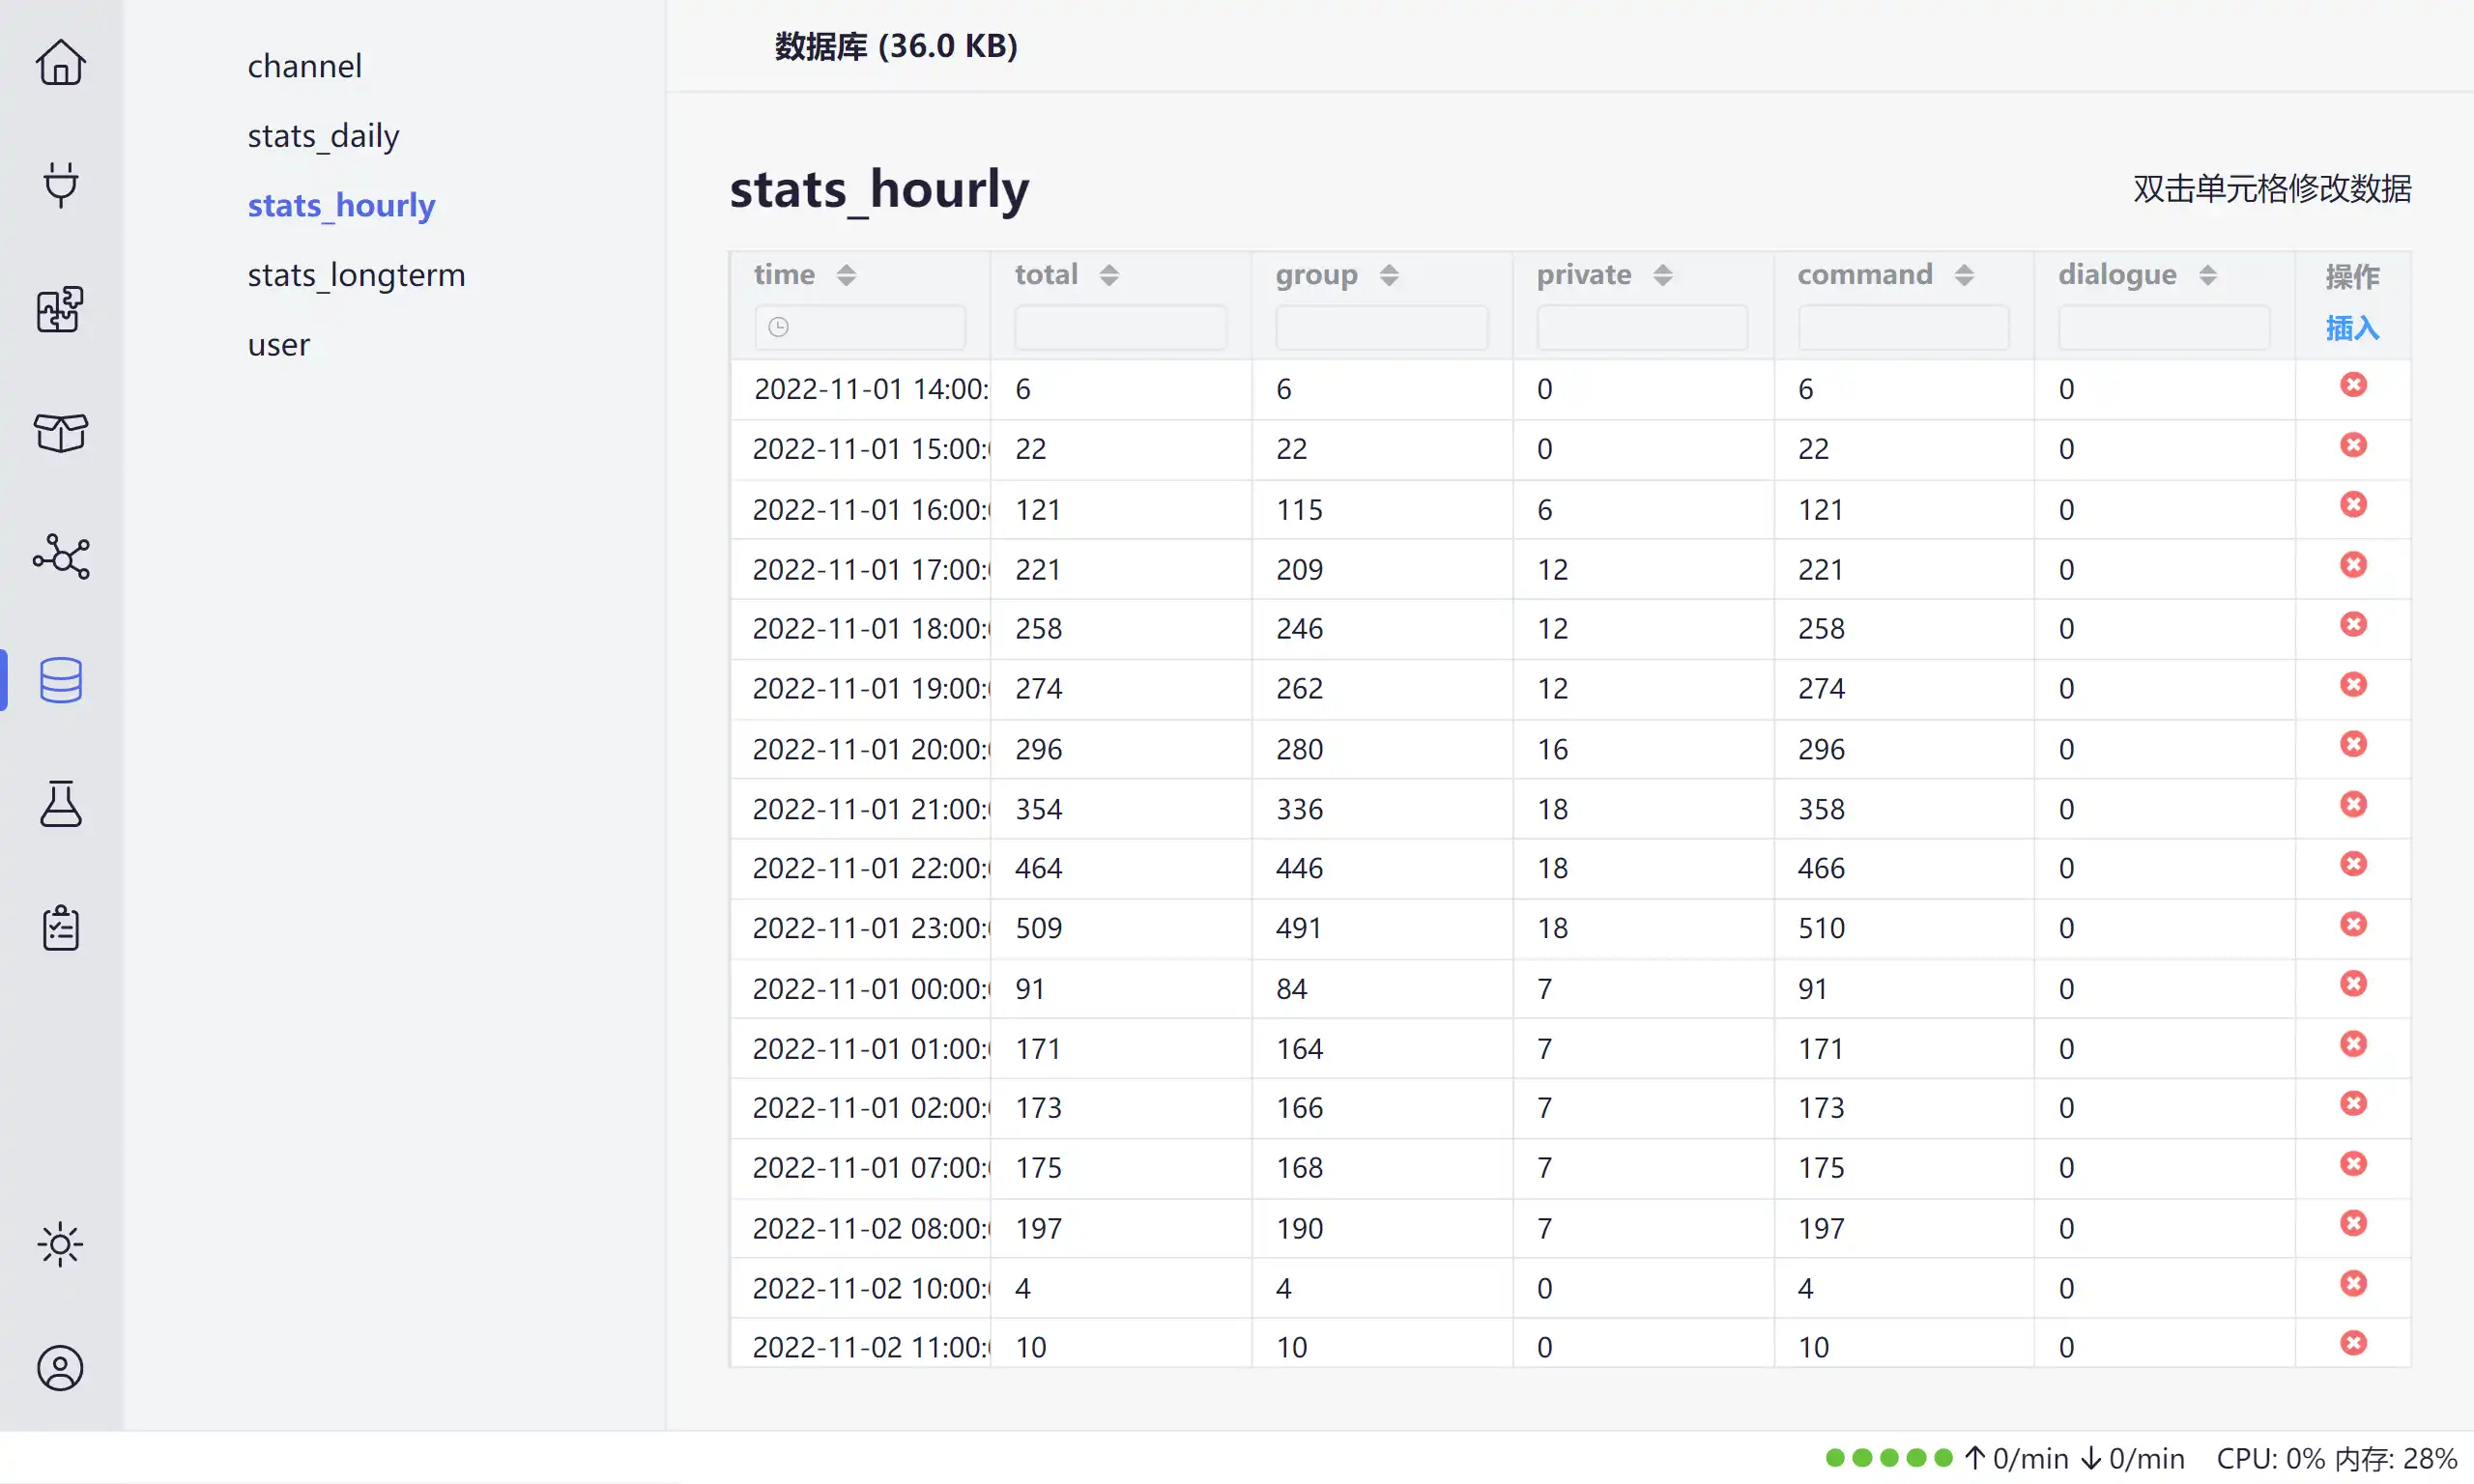 channel
stats_daily
stats_hourly
stats_longterm
user
数据库 (36.0 KB)
stats_hourly
双击单元格修改数据
time total group private command dialogue 操作
插入
2022-11-01 14:00: 6 6 0 6 0
2022-11-01 15:00: 22 22 0 22 0
2022-11-01 16:00: 121 115 6 121 0
2022-11-01 17:00: 221 209 12 221 0
2022-11-01 18:00: 258 246 12 258 0
2022-11-01 19:00: 274 262 12 274 0
2022-11-01 20:00: 296 280 16 296 0
2022-11-01 21:00: 354 336 18 358 0
2022-11-01 22:00: 464 446 18 466 0
2022-11-01 23:00: 509 491 18 510 0
2022-11-01 00:00: 91 84 7 91 0
2022-11-01 01:00: 171 164 7 171 0
2022-11-01 02:00: 173 166 7 173 0
2022-11-01 07:00: 175 168 7 175 0
2022-11-02 08:00: 197 190 7 197 0
2022-11-02 10:00: 4 4 0 4 0
2022-11-02 11:00: 10 10 0 10 0
↑ 0/min ↓ 0/min CPU: 0% 内存: 28%